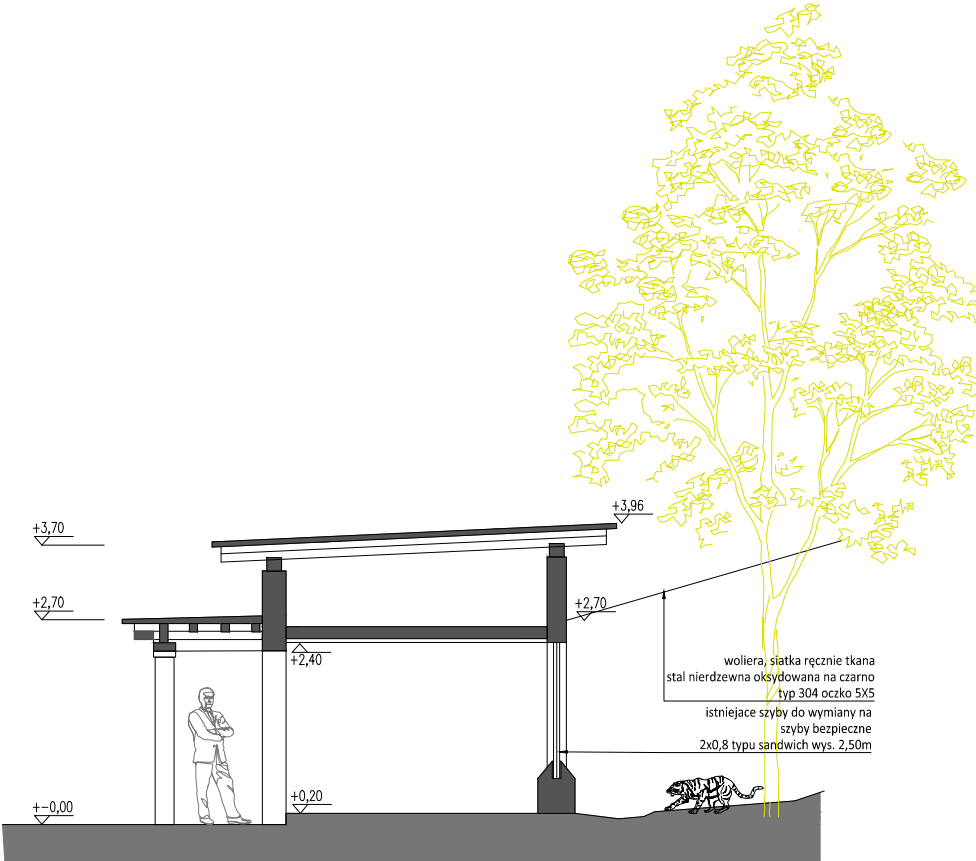 +3,96
+3,70
+2,70
+2,70
+2,40
woliera, siatka ręcznie tkana
stal nierdzewna oksydowana na czarno
typ 304 oczko 5X5
istniejace szyby do wymiany na
szyby bezpieczne
2x0,8 typu sandwich wys. 2,50m
+0,20
+-0,00